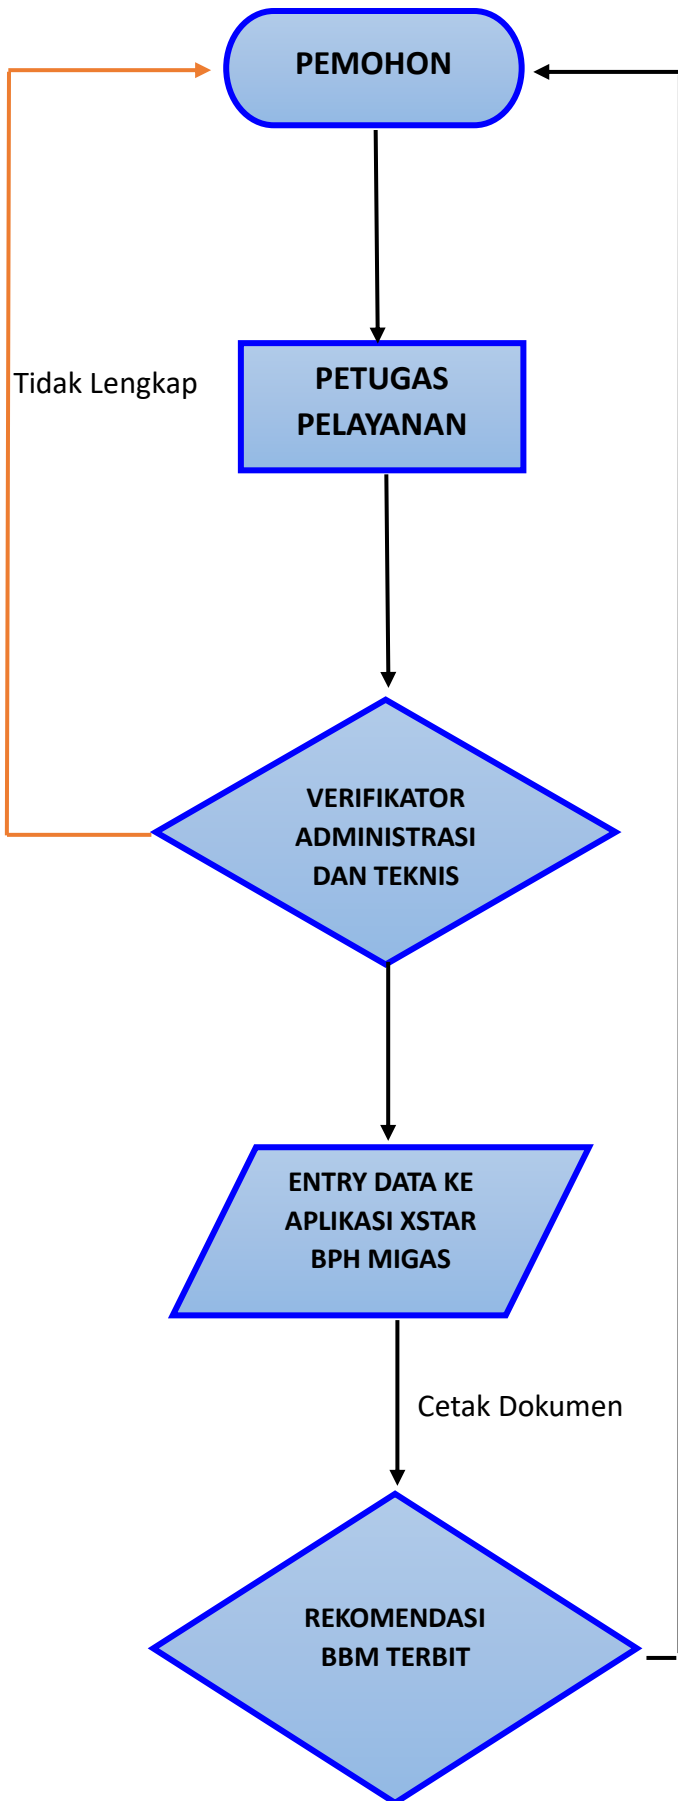 PEMOHON
Tidak Lengkap
PETUGAS
PELAYANAN
VERIFIKATOR
ADMINISTRASI
DAN TEKNIS
ENTRY DATA KE
APLIKASI XSTAR
BPH MIGAS
Cetak Dokumen
REKOMENDASI
BBM TERBIT